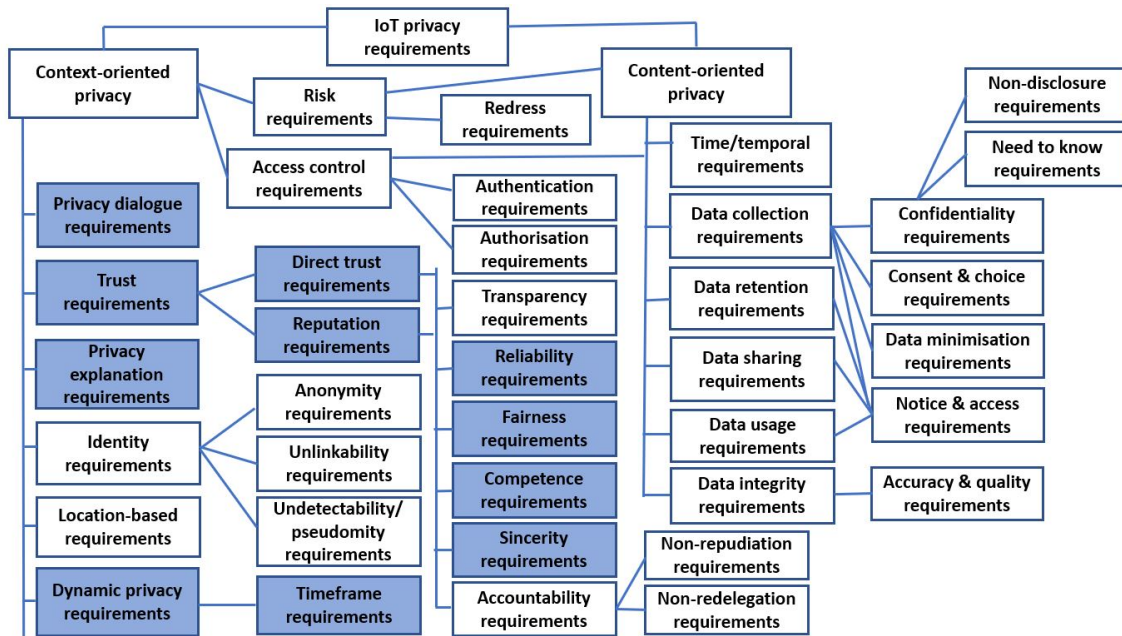 IoT privacy
requirements
Context-oriented
privacy
Content-oriented
privacy
Risk
requirements
Redress
requirements
Non-disclosure
requirements
Need to know
requirements
Access control
requirements
Time/temporal
requirements
Authentication
requirements
Authorisation
requirements
Privacy dialogue
requirements
Data collection
requirements
Confidentiality
requirements
Trust
requirements
Direct trust
requirements
Reputation
requirements
Transparency
requirements
Data retention
requirements
Consent & choice
requirements
Privacy
explanation
requirements
Reliability
requirements
Data sharing
requirements
Data minimisation
requirements
Anonymity
requirements
Fairness
requirements
Notice & access
requirements
Identity
requirements
Unlinkability
requirements
Data usage
requirements
Competence
requirements
Data integrity
requirements
Accuracy & quality
requirements
Location-based
requirements
Undetectability/
pseudomity
requirements
Sincerity
requirements
Non-repudiation
requirements
Dynamic privacy
requirements
Timeframe
requirements
Accountability
requirements
Non-redelegation
requirements